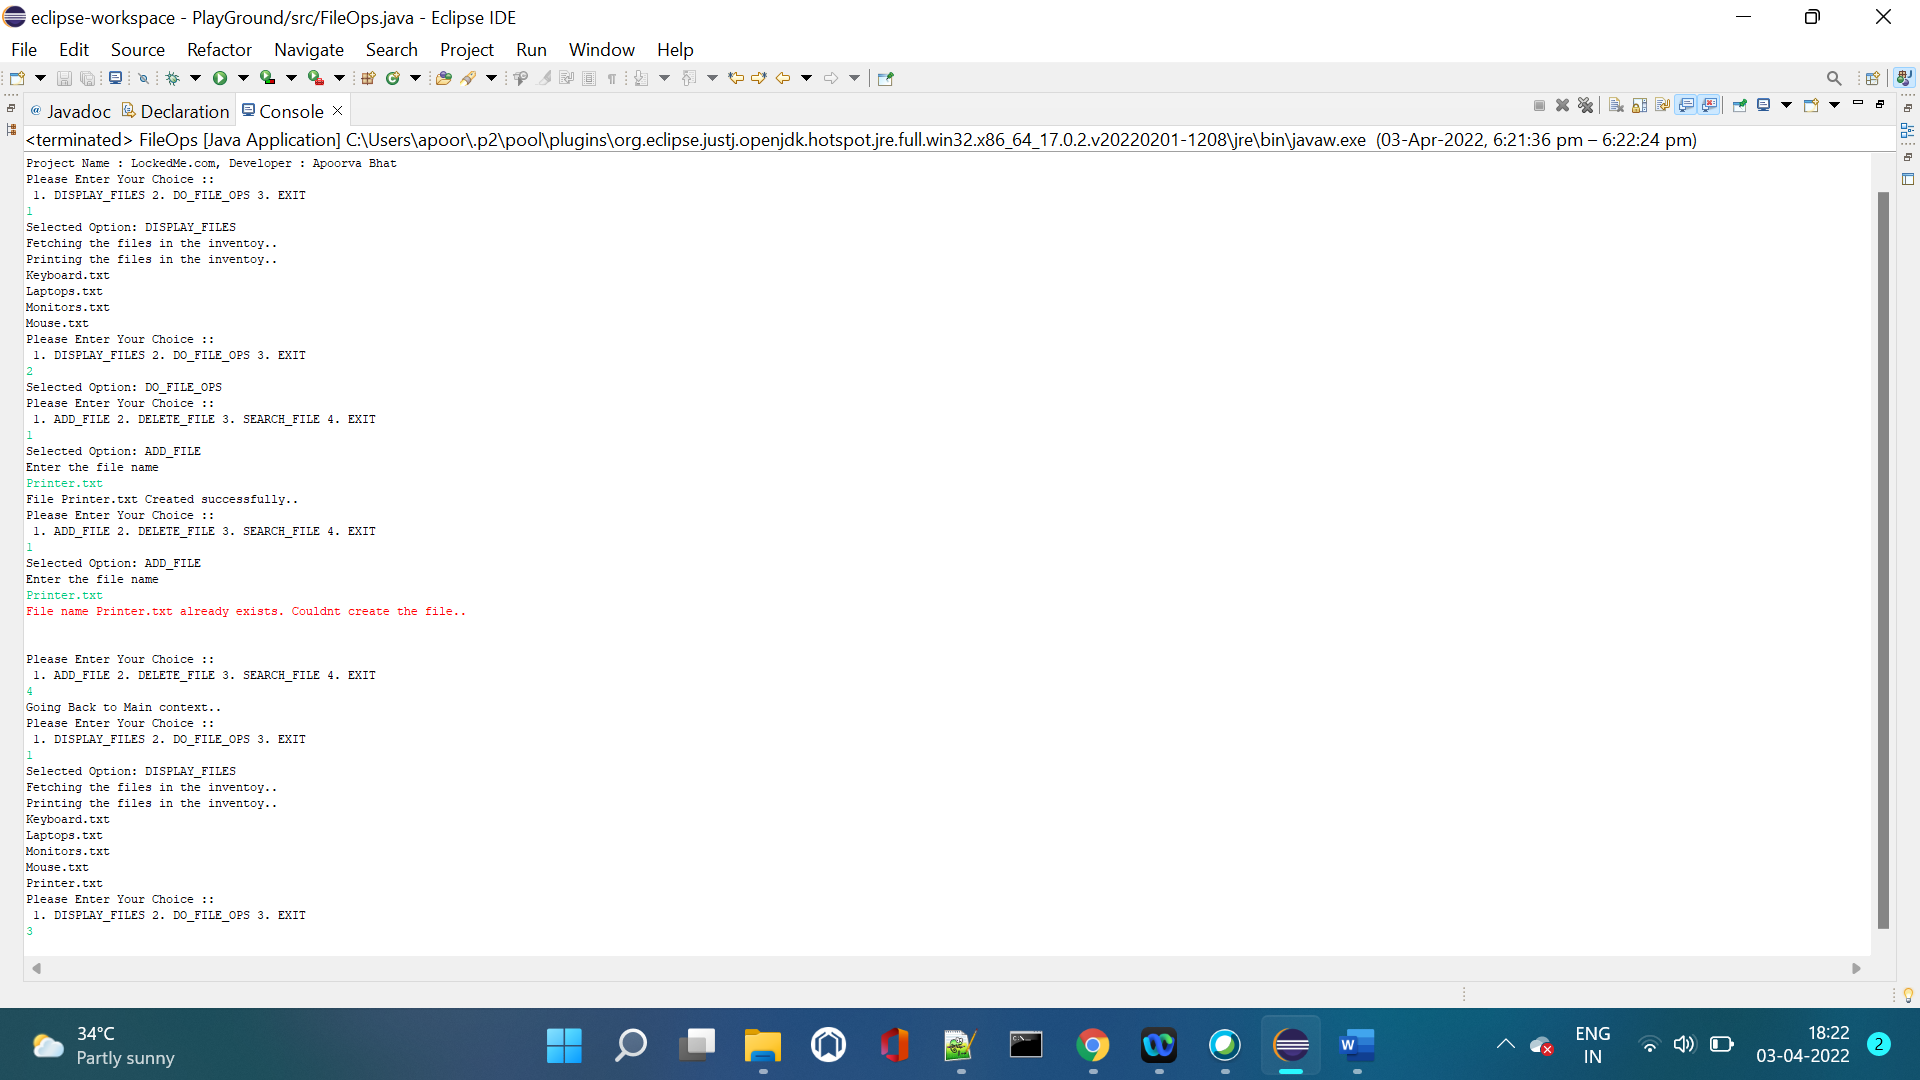 eclipse-workspace - PlayGround/src/FileOps.java - Eclipse IDE
File Edit Source Refactor Navigate Search Project Run Window Help
@ Javadoc Declaration Console
<terminated> FileOps [Java Application] C:\Users\apoor\.p2\pool\plugins\org.eclipse.justj.openjdk.hotspot.jre.full.win32.x86_64_17.0.2.v20220201-1208\jre\bin\javaw.exe (03-Apr-2022, 6:21:36 pm – 6:22:24 pm)
Project Name : LockedMe.com, Developer : Apoorva Bhat
Please Enter Your Choice ::
1. DISPLAY_FILES 2. DO_FILE_OPS 3. EXIT
1
Selected Option: DISPLAY_FILES
Fetching the files in the inventoy..
Printing the files in the inventoy..
Keyboard.txt
Laptops.txt
Monitors.txt
Mouse.txt
Please Enter Your Choice ::
1. DISPLAY_FILES 2. DO_FILE_OPS 3. EXIT
2
Selected Option: DO_FILE_OPS
Please Enter Your Choice ::
1. ADD_FILE 2. DELETE_FILE 3. SEARCH_FILE 4. EXIT
1
Selected Option: ADD_FILE
Enter the file name
Printer.txt
File Printer.txt Created successfully..
Please Enter Your Choice ::
1. ADD_FILE 2. DELETE_FILE 3. SEARCH_FILE 4. EXIT
1
Selected Option: ADD_FILE
Enter the file name
Printer.txt
File name Printer.txt already exists. Couldnt create the file..
Please Enter Your Choice ::
1. ADD_FILE 2. DELETE_FILE 3. SEARCH_FILE 4. EXIT
4
Going Back to Main context..
Please Enter Your Choice ::
1. DISPLAY_FILES 2. DO_FILE_OPS 3. EXIT
1
Selected Option: DISPLAY_FILES
Fetching the files in the inventoy..
Printing the files in the inventoy..
Keyboard.txt
Laptops.txt
Monitors.txt
Mouse.txt
Printer.txt
Please Enter Your Choice ::
1. DISPLAY_FILES 2. DO_FILE_OPS 3. EXIT
3
34°C
Partly sunny
ENG
IN
18:22
03-04-2022
2